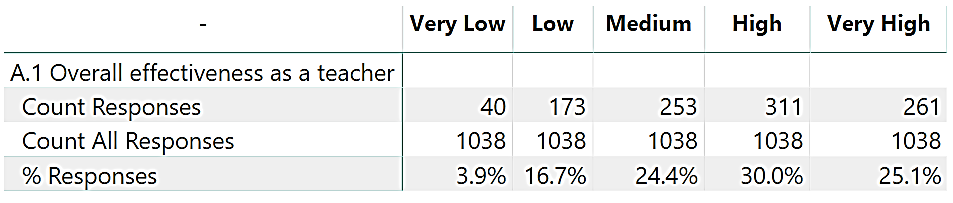 - Very Low Low Medium High Very High
A.1 Overall effectiveness as a teacher
Count Responses 40 173 253 311 261
Count All Responses 1038 1038 1038 1038 1038
% Responses 3.9% 16.7% 24.4% 30.0% 25.1%